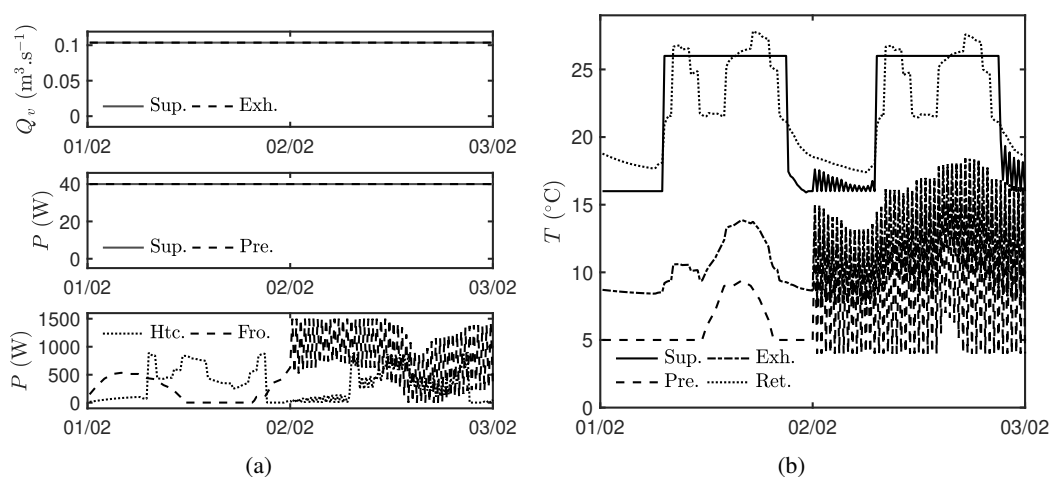 Q_v (m³.s⁻¹)
0.1
0.05
0
Sup. Exh.
01/02 02/02 03/02
P (W)
40
20
0
Sup. Pre.
01/02 02/02 03/02
P (W)
1500
1000
500
0
Htc. Fro.
01/02 02/02 03/02
(a)
T (°C)
25
20
15
10
5
0
Sup. Exh.
Pre. Ret.
01/02 02/02 03/02
(b)